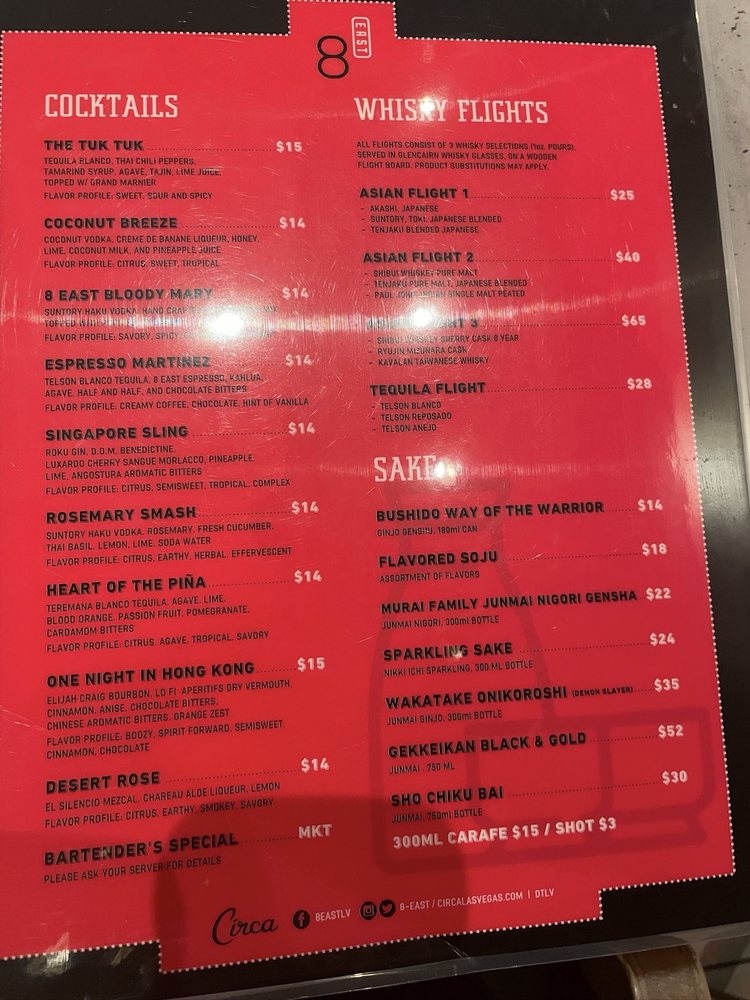 8 EAST
COCKTAILS
THE TUK TUK $15
TEQUILA BLANCO, THAI CHILI PEPPERS,
TAMARIND SYRUP, AGAVE, TAJIN, LIME JUICE,
TOPPED W/ GRAND MARNIER
FLAVOR PROFILE: SWEET, SOUR AND SPICY
COCONUT BREEZE $14
COCONUT VODKA, CREME DE BANANE LIQUEUR, HONEY,
LIME, COCONUT MILK, AND PINEAPPLE JUICE
FLAVOR PROFILE: CITRUS, SWEET, TROPICAL
8 EAST BLOODY MARY $14
SUNTORY HAKU VODKA, HAND MIX
TOPPED WITH
FLAVOR PROFILE: SAVORY, SPICY,
ESPRESSO MARTINEZ $14
TELSON BLANCO TEQUILA, 8 EAST ESPRESSO, KAHLUA,
AGAVE, HALF AND HALF, AND CHOCOLATE BITTERS
FLAVOR PROFILE: CREAMY COFFEE, CHOCOLATE, HINT OF VANILLA
SINGAPORE SLING $14
ROKU GIN, D.O.M. BENEDICTINE,
LUXARDO CHERRY SANGUE MORLACCO, PINEAPPLE,
LIME, ANGOSTURA AROMATIC BITTERS
FLAVOR PROFILE: CITRUS, SEMISWEET, TROPICAL, COMPLEX
ROSEMARY SMASH $14
SUNTORY HAKU VODKA, ROSEMARY, FRESH CUCUMBER,
THAI BASIL, LEMON, LIME, SODA WATER
FLAVOR PROFILE: CITRUS, EARTHY, HERBAL, EFFERVESCENT
HEART OF THE PIÑA $14
TEREMANA BLANCO TEQUILA, AGAVE, LIME,
BLOOD ORANGE, PASSION FRUIT, POMEGRANATE,
CARDAMOM BITTERS
FLAVOR PROFILE: CITRUS, AGAVE, TROPICAL, SAVORY
ONE NIGHT IN HONG KONG $15
ELIJAH CRAIG BOURBON, LO FI APERITIFS DRY VERMOUTH,
CINNAMON, ANISE, CHOCOLATE BITTERS,
CHINESE AROMATIC BITTERS, ORANGE ZEST
FLAVOR PROFILE: BOOZY, SPIRIT FORWARD, SEMISWEET,
CINNAMON, CHOCOLATE
DESERT ROSE $14
EL SILENCIO MEZCAL, CHAREAU ALOE LIQUEUR, LEMON
FLAVOR PROFILE: CITRUS, EARTHY, SMOKEY, SAVORY
BARTENDER'S SPECIAL MKT
PLEASE ASK YOUR SERVER FOR DETAILS
WHISKY FLIGHTS
ALL FLIGHTS CONSIST OF 3 WHISKY SELECTIONS (1oz. POURS),
SERVED IN GLENCAIRN WHISKY GLASSES, ON A WOODEN
FLIGHT BOARD. PRODUCT SUBSTITUTIONS MAY APPLY.
ASIAN FLIGHT 1 $25
- AKASHI, JAPANESE
- SUNTORY, TOKI, JAPANESE BLENDED
- TENJAKU BLENDED JAPANESE
ASIAN FLIGHT 2 $40
- SHIBUI WHISKEY PURE MALT
- TENJAKU PURE MALT, JAPANESE BLENDED
- PAUL JOHN, INDIAN SINGLE MALT PEATED
3 $65
- SHIBUI WHISKEY SHERRY CASK 8 YEAR
- RYUJIN MIZUNARA CASK
- KAVALAN TAIWANESE WHISKY
TEQUILA FLIGHT $28
- TELSON BLANCO
- TELSON REPOSADO
- TELSON ANEJO
SAKE
BUSHIDO WAY OF THE WARRIOR $14
GINJO GENSHU, 180ml CAN
FLAVORED SOJU $18
ASSORTMENT OF FLAVORS
MURAI FAMILY JUNMAI NIGORI GENSHA $22
JUNMAI NIGORI, 300ml BOTTLE
SPARKLING SAKE $24
NIKKI ICHI SPARKLING, 300 ML BOTTLE
WAKATAKE ONIKOROSHI (DEMON SLAYER) $35
JUNMAI GINJO, 300ml BOTTLE
GEKKEIKAN BLACK & GOLD $52
JUNMAI, 750 ML
SHO CHIKU BAI $30
JUNMAI, 750ml BOTTLE
300ML CARAFE $15 / SHOT $3
Circa 8EASTLV 8-EAST / CIRCALASVEGAS.COM | DTLV